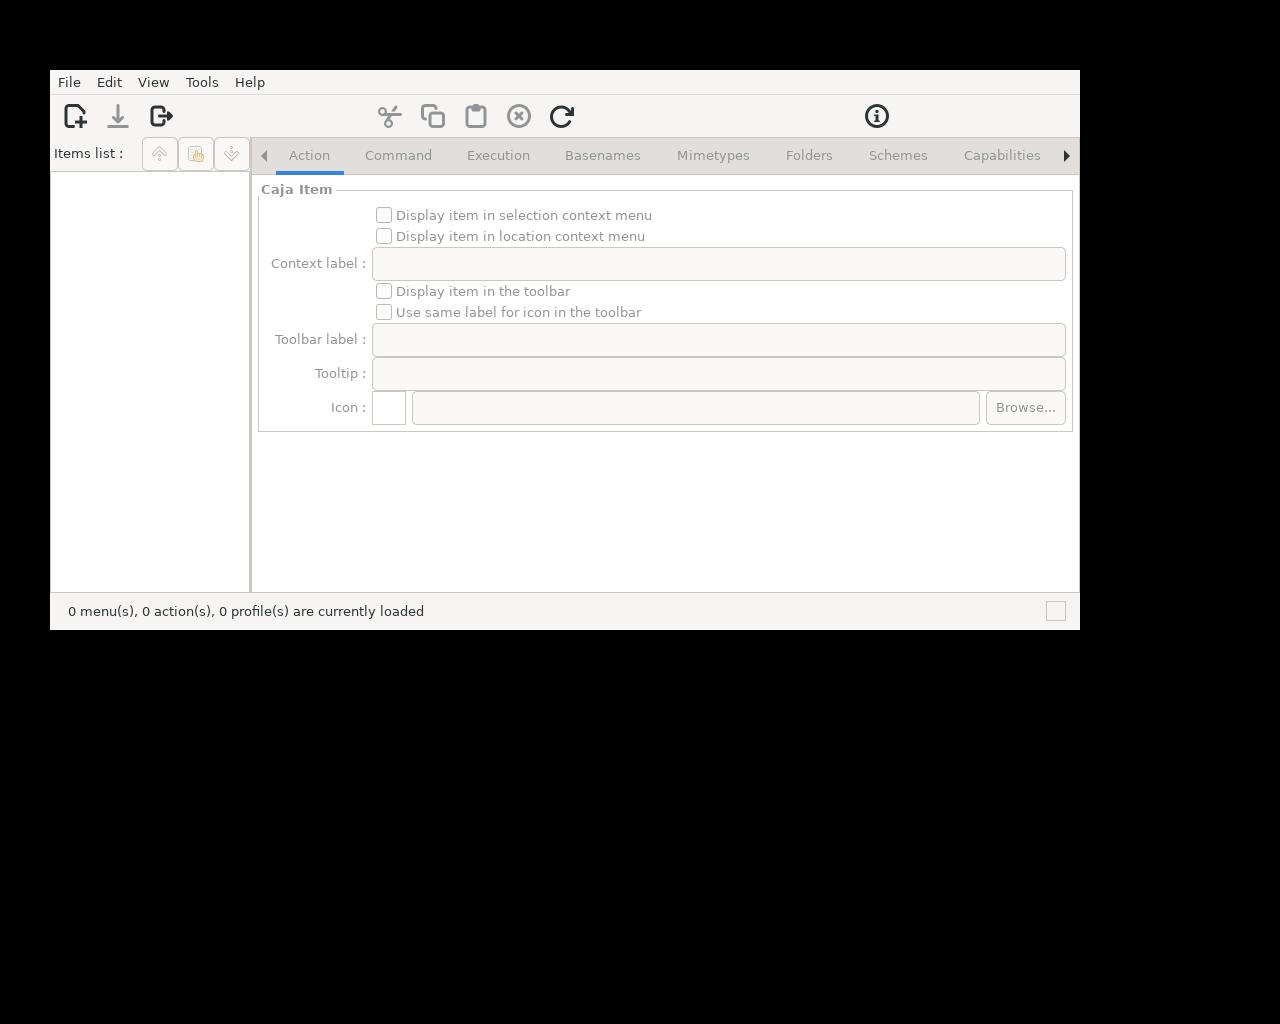 File Edit View Tools Help
Items list :
Action Command Execution Basenames Mimetypes Folders Schemes Capabilities
Caja Item
Display item in selection context menu
Display item in location context menu
Context label :
Display item in the toolbar
Use same label for icon in the toolbar
Toolbar label :
Tooltip :
Icon : Browse...
0 menu(s), 0 action(s), 0 profile(s) are currently loaded